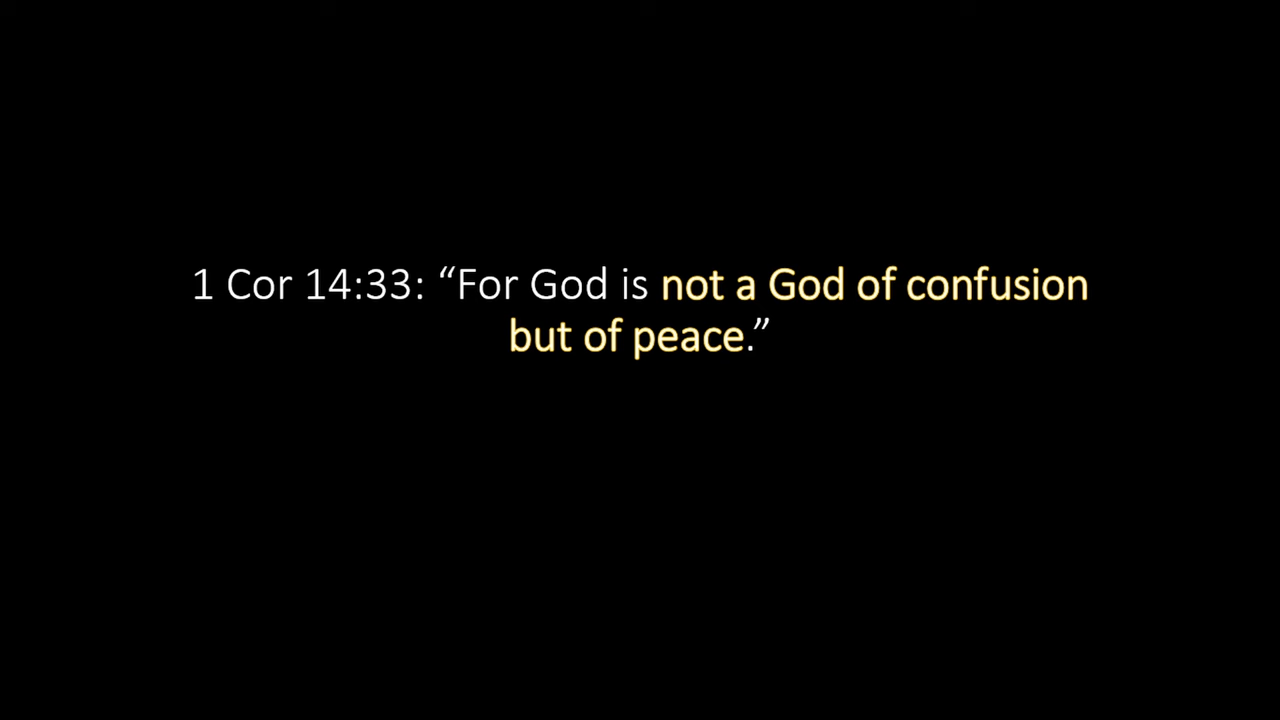 1 Cor 14:33: “For God is not a God of confusion
but of peace.”